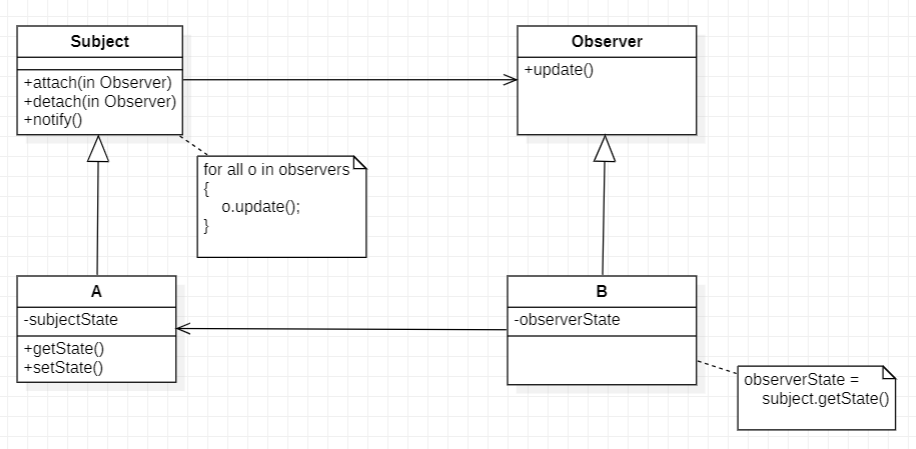 Subject
+attach(in Observer)
+detach(in Observer)
+notify()
Observer
+update()
for all o in observers
{
o.update();
}
A
-subjectState
+getState()
+setState()
B
-observerState
observerState =
subject.getState()